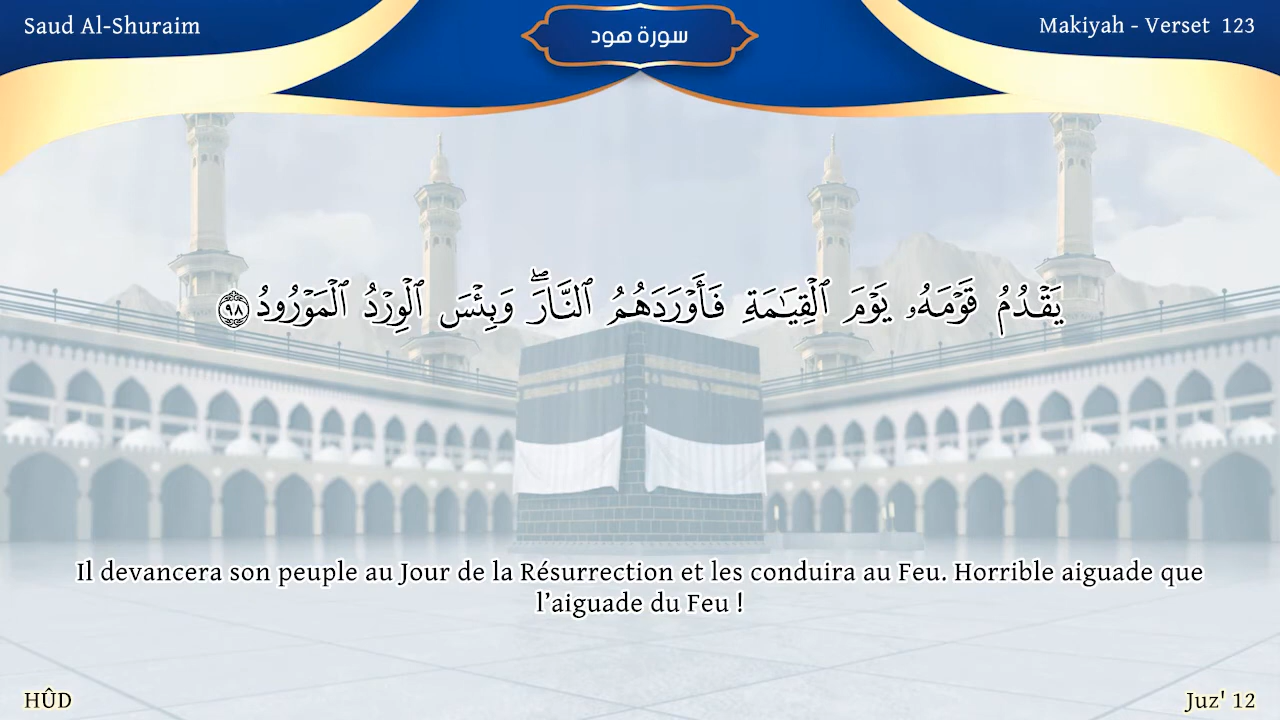 Saud Al-Shuraim
سورة هود
Makiyah - Verset 123
يَقْدُمُ قَوْمَهُۥ يَوْمَ ٱلْقِيَـٰمَةِ فَأَوْرَدَهُمُ ٱلنَّارَ ۖ وَبِئْسَ ٱلْوِرْدُ ٱلْمَوْرُودُ ٩٨
Il devancera son peuple au Jour de la Résurrection et les conduira au Feu. Horrible aiguade que
l’aiguade du Feu !
HÛD
Juz' 12